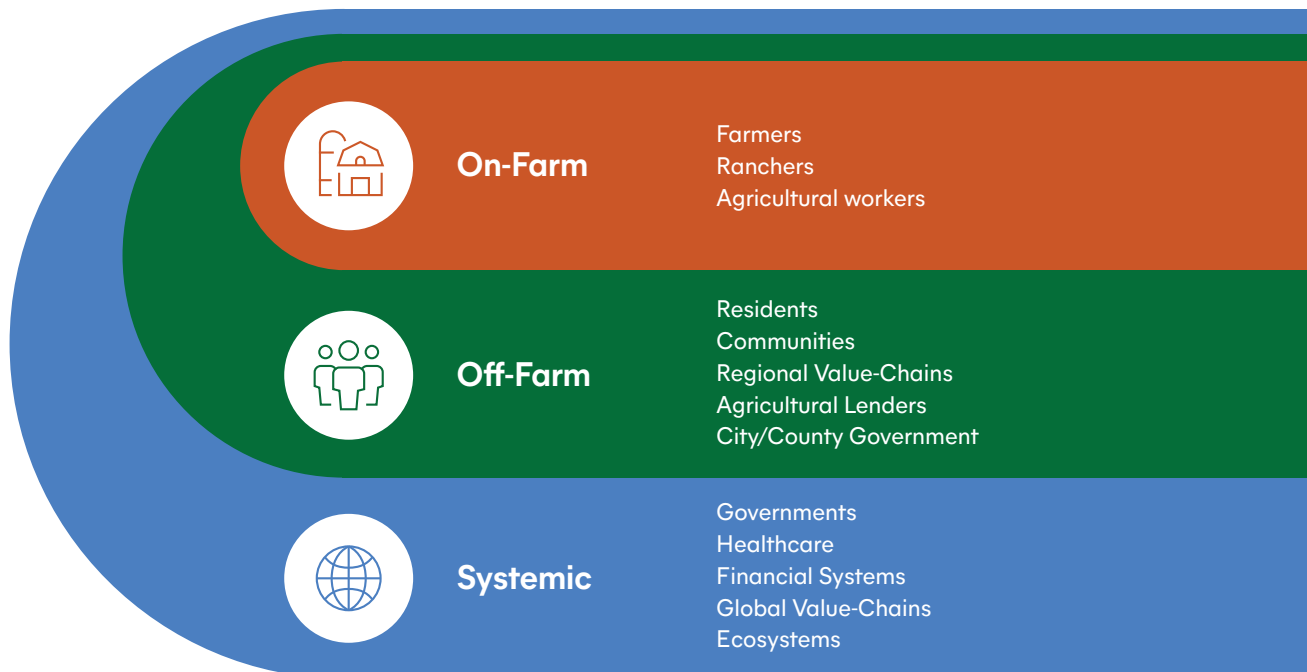 On-Farm
Farmers
Ranchers
Agricultural workers
Off-Farm
Residents
Communities
Regional Value-Chains
Agricultural Lenders
City/County Government
Systemic
Governments
Healthcare
Financial Systems
Global Value-Chains
Ecosystems